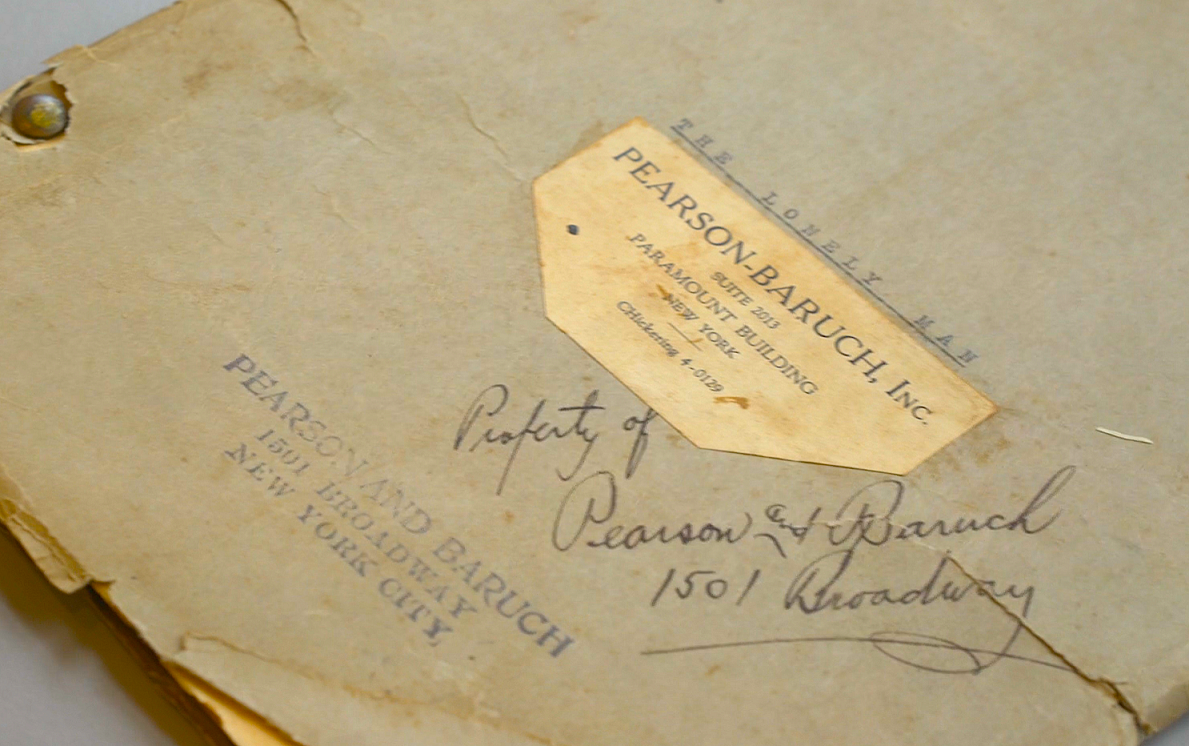 THE LONELY MAN
PEARSON-BARUCH, INC.
SUITE 2013
PARAMOUNT BUILDING
NEW YORK
CHickering 4-0129
Property of
Pearson and Baruch
1501 Broadway
PEARSON AND BARUCH
1501 BROADWAY
NEW YORK CITY